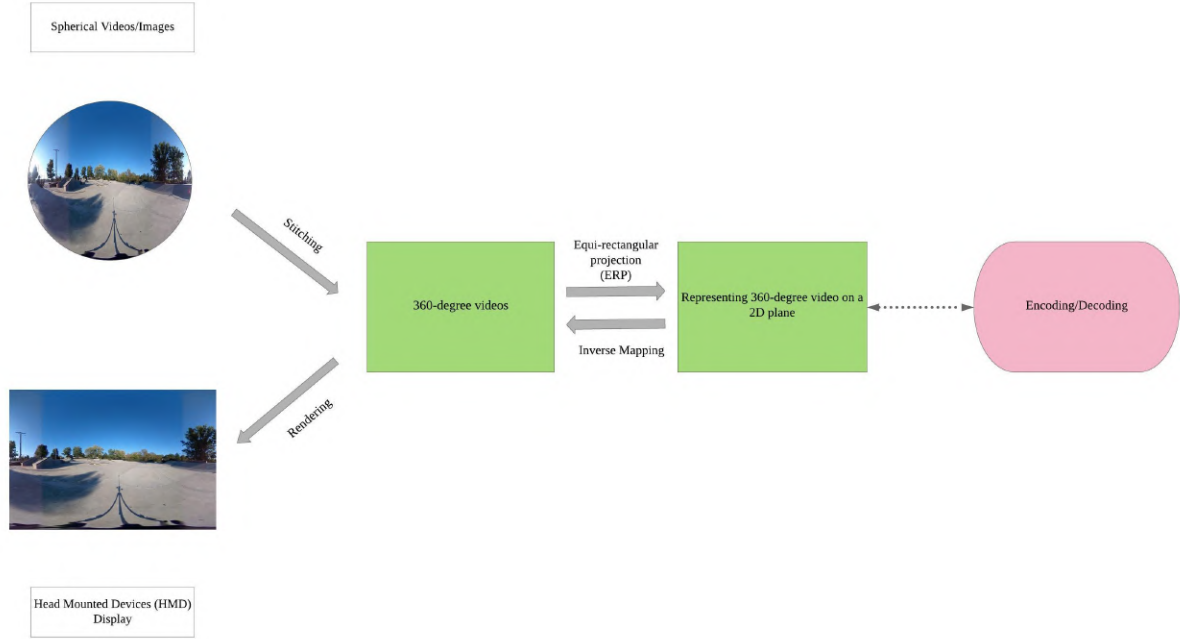 Spherical Videos/Images
Stitching
Equi-rectangular
projection
(ERP)
360-degree videos
Representing 360-degree video on a
2D plane
Encoding/Decoding
Inverse Mapping
Rendering
Head Mounted Devices (HMD)
Display